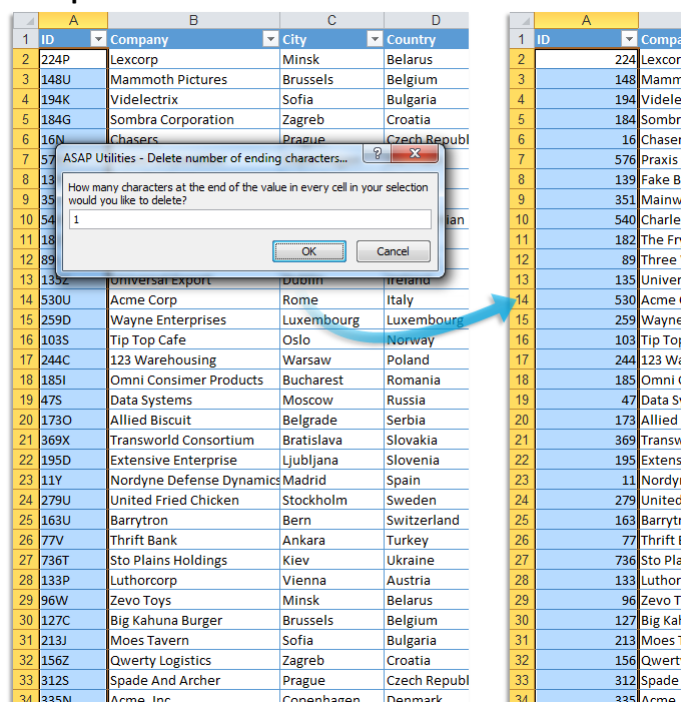 A B C D A
1 ID Company City Country 1 ID Compa
2 224P Lexcorp Minsk Belarus 2 224 Lexcor
3 148U Mammoth Pictures Brussels Belgium 3 148 Mamm
4 194K Videlectrix Sofia Bulgaria 4 194 Videle
5 184G Sombra Corporation Zagreb Croatia 5 184 Sombr
6 16N Chasers Prague Czech Republ 6 16 Chaser
7 57 ASAP Utilities - Delete number of ending characters... 7 576 Praxis
8 13 How many characters at the end of the value in every cell in your selection 8 139 Fake B
9 35 would you like to delete? 9 351 Mainw
10 54 1 ian 10 540 Charle
11 18 11 182 The Fr
12 89 OK Cancel 12 89 Three
13 135Z Universal Export Dublin Ireland 13 135 Univer
14 530U Acme Corp Rome Italy 14 530 Acme
15 259D Wayne Enterprises Luxembourg Luxembourg 15 259 Wayne
16 103S Tip Top Cafe Oslo Norway 16 103 Tip Top
17 244C 123 Warehousing Warsaw Poland 17 244 123 Wa
18 185I Omni Consimer Products Bucharest Romania 18 185 Omni
19 47S Data Systems Moscow Russia 19 47 Data S
20 173O Allied Biscuit Belgrade Serbia 20 173 Allied
21 369X Transworld Consortium Bratislava Slovakia 21 369 Transw
22 195D Extensive Enterprise Ljubljana Slovenia 22 195 Extens
23 11Y Nordyne Defense Dynamics Madrid Spain 23 11 Nordy
24 279U United Fried Chicken Stockholm Sweden 24 279 United
25 163U Barrytron Bern Switzerland 25 163 Barrytr
26 77V Thrift Bank Ankara Turkey 26 77 Thrift
27 736T Sto Plains Holdings Kiev Ukraine 27 736 Sto Pla
28 133P Luthorcorp Vienna Austria 28 133 Luthor
29 96W Zevo Toys Minsk Belarus 29 96 Zevo T
30 127C Big Kahuna Burger Brussels Belgium 30 127 Big Kah
31 213J Moes Tavern Sofia Bulgaria 31 213 Moes
32 156Z Qwerty Logistics Zagreb Croatia 32 156 Qwert
33 312S Spade And Archer Prague Czech Republ 33 312 Spade
34 335N Acme, Inc. Copenhagen Denmark 34 335 Acme